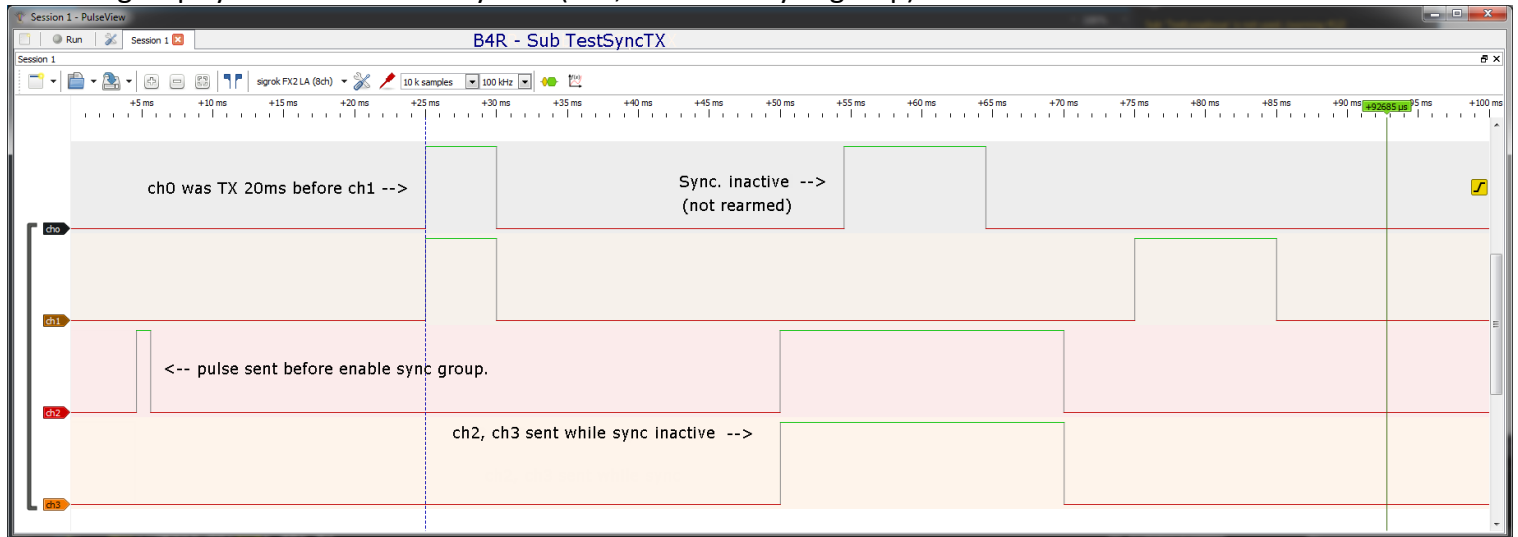 Session 1 - PulseView
Run Session 1 B4R - Sub TestSyncTX
Session 1
sigrok FX2 LA (8ch) 10 k samples 100 kHz
+5 ms +10 ms +15 ms +20 ms +25 ms +30 ms +35 ms +40 ms +45 ms +50 ms +55 ms +60 ms +65 ms +70 ms +75 ms +80 ms +85 ms +90 ms +92685 µs 5 ms +100 ms
ch0 was TX 20ms before ch1 -->
Sync. inactive -->
(not rearmed)
cho
ch1
<-- pulse sent before enable sync group.
ch2
ch2, ch3 sent while sync inactive -->
ch3